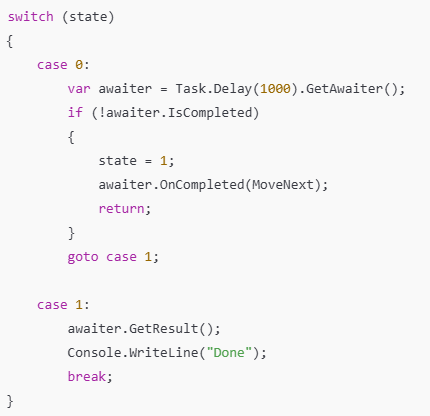 switch (state)
{
    case 0:
        var awaiter = Task.Delay(1000).GetAwaiter();
        if (!awaiter.IsCompleted)
        {
            state = 1;
            awaiter.OnCompleted(MoveNext);
            return;
        }
        goto case 1;

    case 1:
        awaiter.GetResult();
        Console.WriteLine("Done");
        break;
}